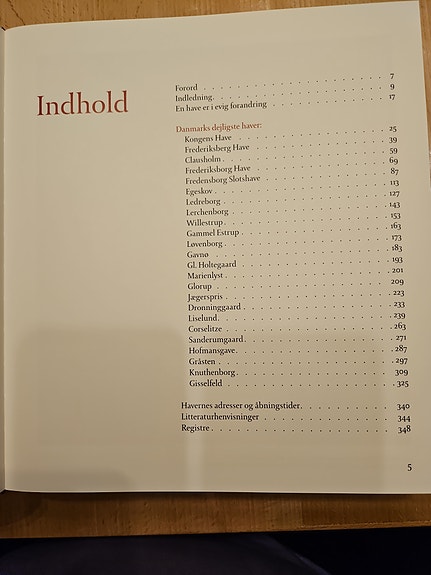 Indhold
Forord . . . . . . . . . . . . . . . . 7
Indledning. . . . . . . . . . . . . . . . 9
En have er i evig forandring . . . . . . . . . . 17
Danmarks dejligste haver:
Kongens Have . . . . . . . . . . . . . 25
Frederiksberg Have . . . . . . . . . . . . 39
Clausholm . . . . . . . . . . . . . . 59
Frederiksborg Have . . . . . . . . . . . . 69
Fredensborg Slotshave . . . . . . . . . . . 87
Egeskov . . . . . . . . . . . . . . . 113
Ledreborg . . . . . . . . . . . . . . 127
Lerchenborg . . . . . . . . . . . . . 143
Willestrup . . . . . . . . . . . . . . 153
Gammel Estrup . . . . . . . . . . . . . 163
Løvenborg . . . . . . . . . . . . . . 173
Gavnø . . . . . . . . . . . . . . . 183
Gl. Holtegaard . . . . . . . . . . . . . 193
Marienlyst . . . . . . . . . . . . . . 201
Glorup . . . . . . . . . . . . . . . 209
Jægerspris . . . . . . . . . . . . . . 223
Dronninggaard . . . . . . . . . . . . . 233
Liselund . . . . . . . . . . . . . . . 239
Corselitze . . . . . . . . . . . . . . 263
Sanderumgaard . . . . . . . . . . . . . 271
Hofmansgave . . . . . . . . . . . . . . 287
Gråsten . . . . . . . . . . . . . . . 297
Knuthenborg . . . . . . . . . . . . . . 309
Gisselfeld . . . . . . . . . . . . . . 325
Havernes adresser og åbningstider. . . . . . . . . 340
Litteraturhenvisninger . . . . . . . . . . . 344
Registre . . . . . . . . . . . . . . . 348
5